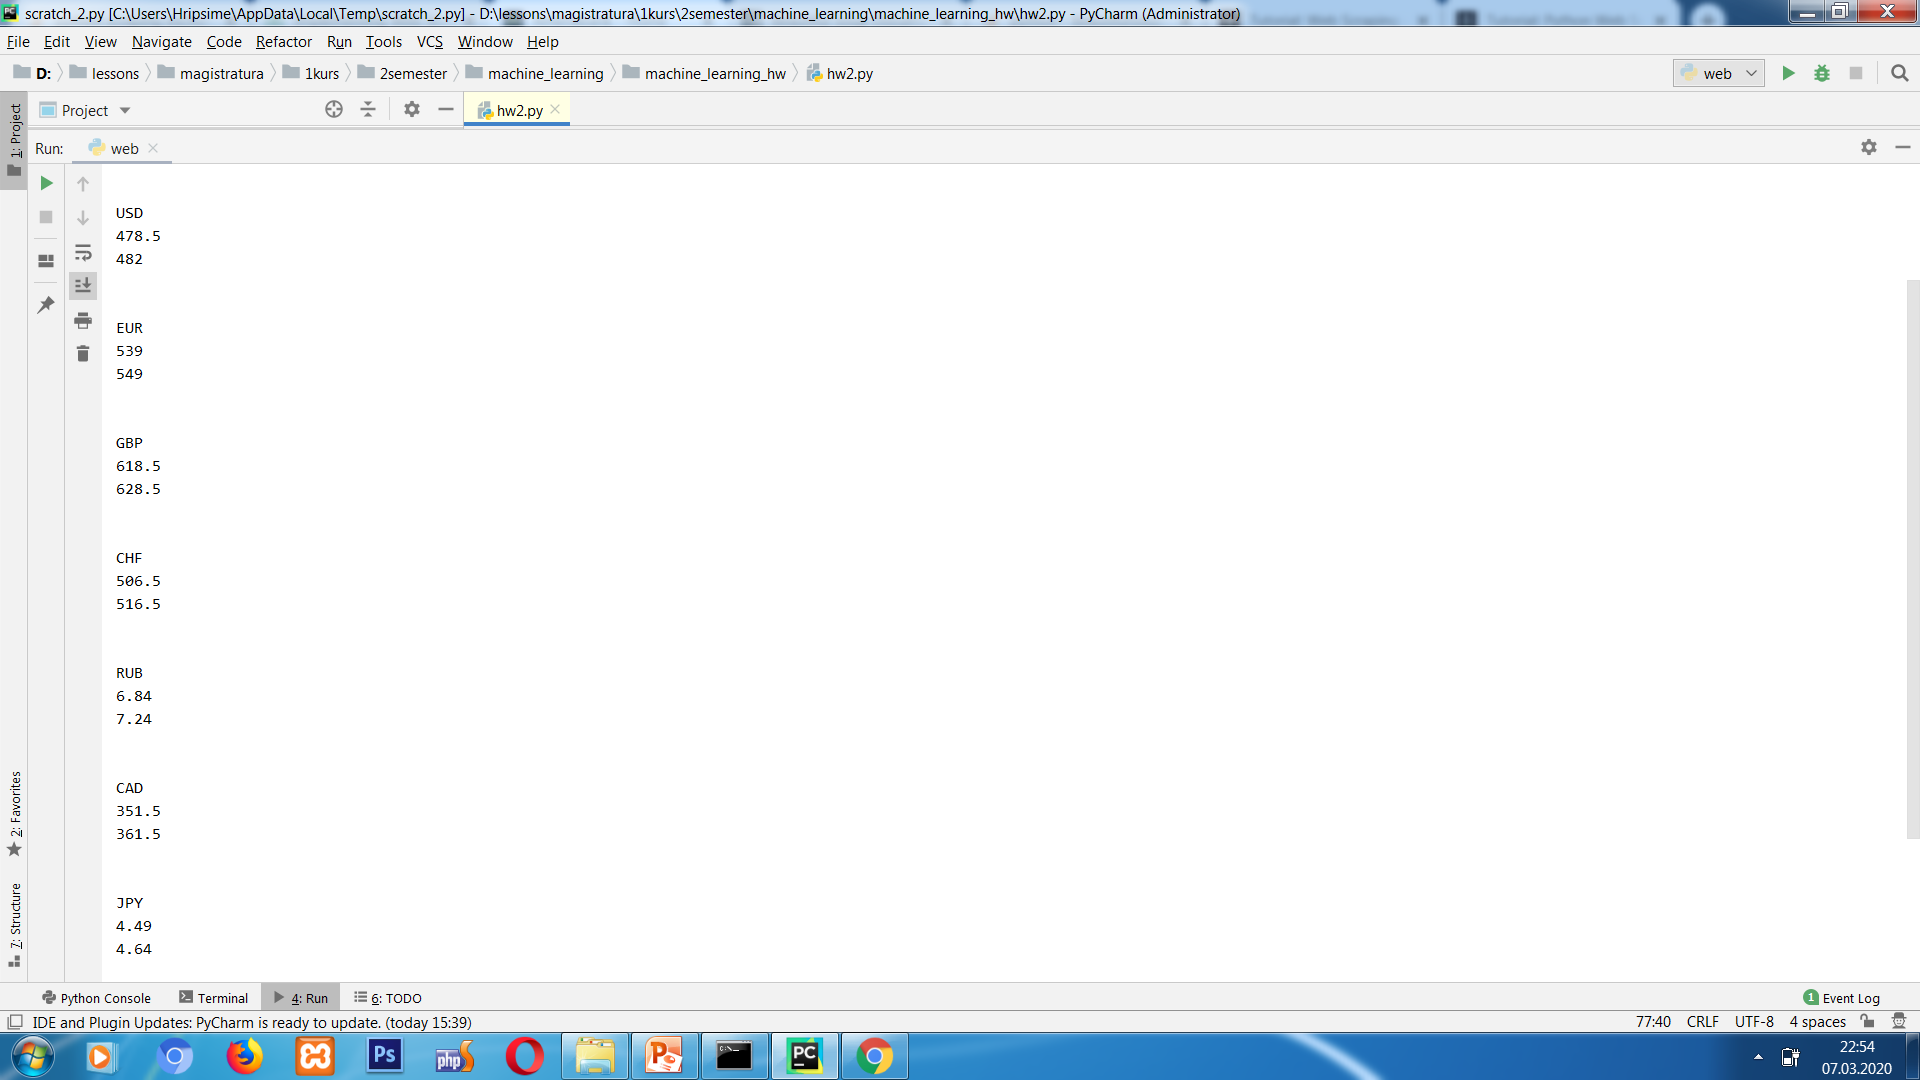 scratch_2.py [C:\Users\Hripsime\AppData\Local\Temp\scratch_2.py] - D:\lessons\magistratura\1kurs\2semester\machine_learning\machine_learning_hw\hw2.py - PyCharm (Administrator)
File Edit View Navigate Code Refactor Run Tools VCS Window Help
D: lessons magistratura 1kurs 2semester machine_learning machine_learning_hw hw2.py web
Project hw2.py
1: Project
Run: web
USD
478.5
482
EUR
539
549
GBP
618.5
628.5
CHF
506.5
516.5
RUB
6.84
7.24
CAD
351.5
361.5
JPY
4.49
4.64
2: Favorites
7: Structure
Python Console Terminal 4: Run 6: TODO 1 Event Log
IDE and Plugin Updates: PyCharm is ready to update. (today 15:39) 77:40 CRLF UTF-8 4 spaces
Ps php PC
22:54
07.03.2020